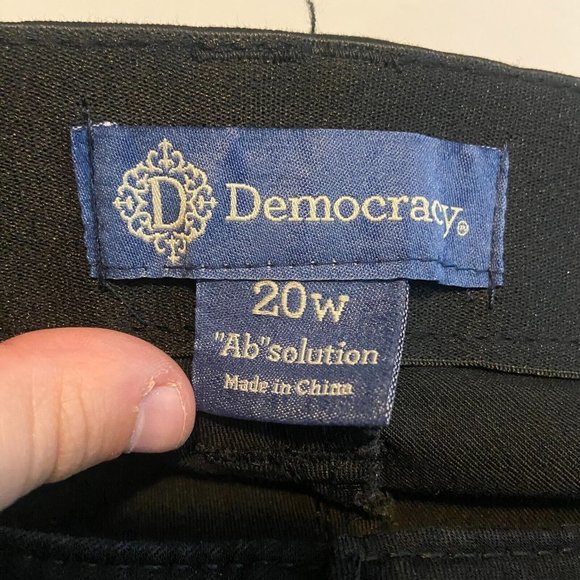 D Democracy®
20W
"Ab"solution
Made in China